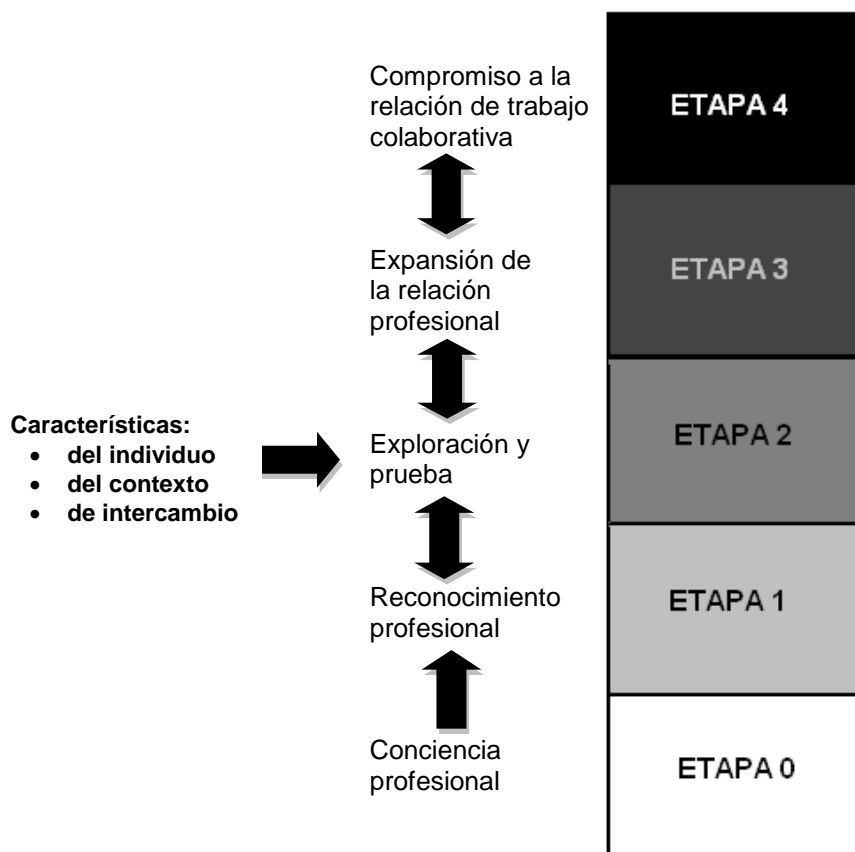 Compromiso a la
relación de trabajo
colaborativa
ETAPA 4
Expansión de
la relación
profesional
ETAPA 3
Características:
• del individuo
• del contexto
• de intercambio
Exploración y
prueba
ETAPA 2
Reconocimiento
profesional
ETAPA 1
Conciencia
profesional
ETAPA 0